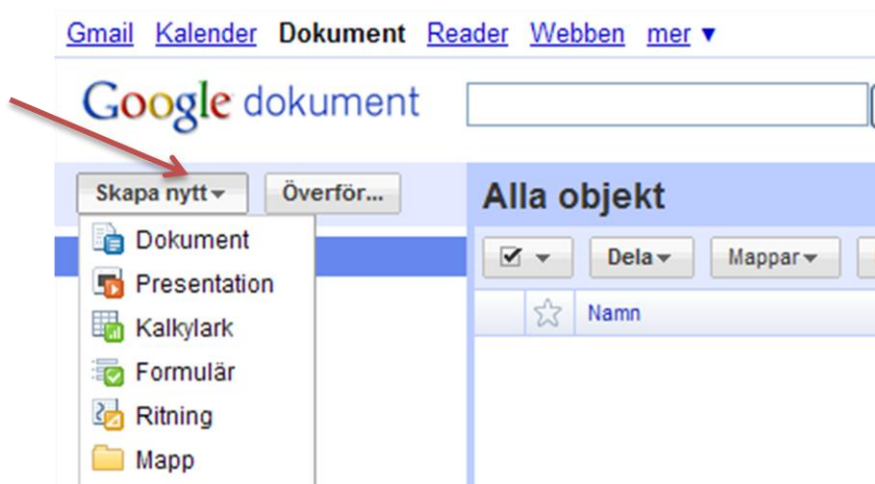 Gmail Kalender Dokument Reader Webben mer ▼
Google dokument
Skapa nytt Överför...
Alla objekt
Dokument
Presentation
Kalkylark
Formulär
Ritning
Mapp
Dela Mappar
Namn